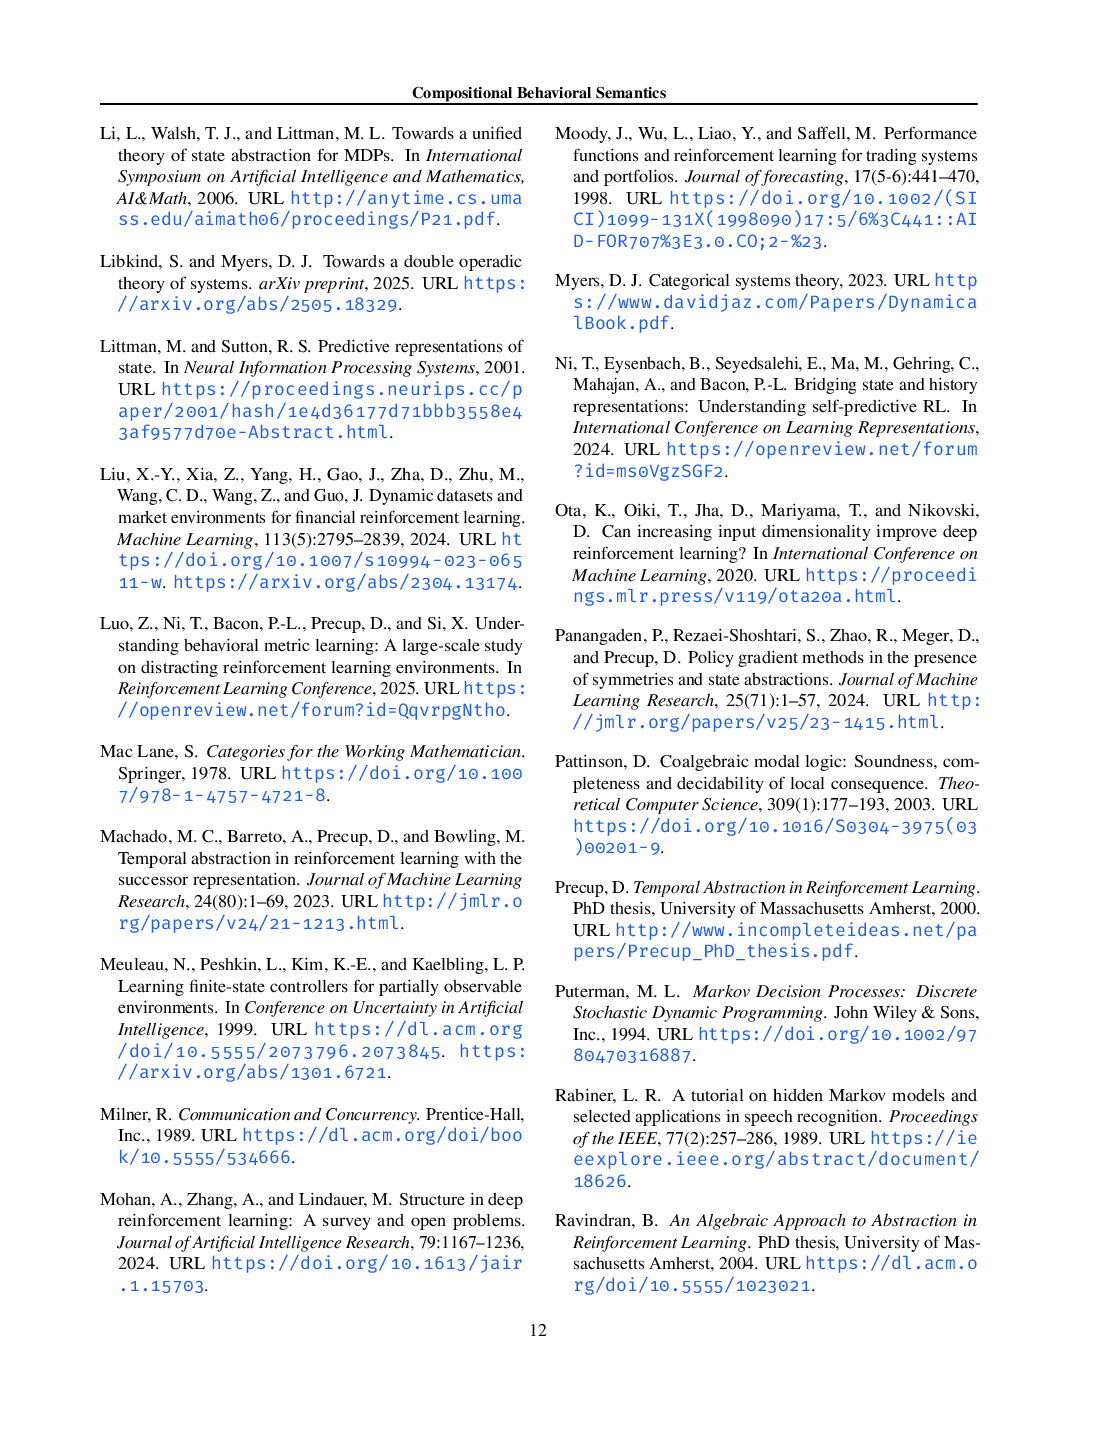 Compositional Behavioral Semantics
Li, L., Walsh, T. J., and Littman, M. L. Towards a unified
theory of state abstraction for MDPs. In International
Symposium on Artificial Intelligence and Mathematics,
AI&Math, 2006. URL http://anytime.cs.uma
ss.edu/aimath06/proceedings/P21.pdf.
Libkind, S. and Myers, D. J. Towards a double operadic
theory of systems. arXiv preprint, 2025. URL https:
//arxiv.org/abs/2505.18329.
Littman, M. and Sutton, R. S. Predictive representations of
state. In Neural Information Processing Systems, 2001.
URL https://proceedings.neurips.cc/p
aper/2001/hash/1e4d36177d71bbb3558e4
3af9577d70e-Abstract.html.
Liu, X.-Y., Xia, Z., Yang, H., Gao, J., Zha, D., Zhu, M.,
Wang, C. D., Wang, Z., and Guo, J. Dynamic datasets and
market environments for financial reinforcement learning.
Machine Learning, 113(5):2795–2839, 2024. URL ht
tps://doi.org/10.1007/s10994-023-065
11-w. https://arxiv.org/abs/2304.13174.
Luo, Z., Ni, T., Bacon, P.-L., Precup, D., and Si, X. Under-
standing behavioral metric learning: A large-scale study
on distracting reinforcement learning environments. In
Reinforcement Learning Conference, 2025. URL https:
//openreview.net/forum?id=QqvrpgNtho.
Mac Lane, S. Categories for the Working Mathematician.
Springer, 1978. URL https://doi.org/10.100
7/978-1-4757-4721-8.
Machado, M. C., Barreto, A., Precup, D., and Bowling, M.
Temporal abstraction in reinforcement learning with the
successor representation. Journal of Machine Learning
Research, 24(80):1–69, 2023. URL http://jmlr.o
rg/papers/v24/21-1213.html.
Meuleau, N., Peshkin, L., Kim, K.-E., and Kaelbling, L. P.
Learning finite-state controllers for partially observable
environments. In Conference on Uncertainty in Artificial
Intelligence, 1999. URL https://dl.acm.org
/doi/10.5555/2073796.2073845. https:
//arxiv.org/abs/1301.6721.
Milner, R. Communication and Concurrency. Prentice-Hall,
Inc., 1989. URL https://dl.acm.org/doi/boo
k/10.5555/534666.
Mohan, A., Zhang, A., and Lindauer, M. Structure in deep
reinforcement learning: A survey and open problems.
Journal of Artificial Intelligence Research, 79:1167–1236,
2024. URL https://doi.org/10.1613/jair
.1.15703.
Moody, J., Wu, L., Liao, Y., and Saffell, M. Performance
functions and reinforcement learning for trading systems
and portfolios. Journal of forecasting, 17(5-6):441–470,
1998. URL https://doi.org/10.1002/(SI
CI)1099-131X(1998090)17:5/6%3C441::AI
D-FOR707%3E3.0.CO;2-%23.
Myers, D. J. Categorical systems theory, 2023. URL http
s://www.davidjaz.com/Papers/Dynamica
lBook.pdf.
Ni, T., Eysenbach, B., Seyedsalehi, E., Ma, M., Gehring, C.,
Mahajan, A., and Bacon, P.-L. Bridging state and history
representations: Understanding self-predictive RL. In
International Conference on Learning Representations,
2024. URL https://openreview.net/forum
?id=ms0VgzSGF2.
Ota, K., Oiki, T., Jha, D., Mariyama, T., and Nikovski,
D. Can increasing input dimensionality improve deep
reinforcement learning? In International Conference on
Machine Learning, 2020. URL https://proceedi
ngs.mlr.press/v119/ota20a.html.
Panangaden, P., Rezaei-Shoshtari, S., Zhao, R., Meger, D.,
and Precup, D. Policy gradient methods in the presence
of symmetries and state abstractions. Journal of Machine
Learning Research, 25(71):1–57, 2024. URL http:
//jmlr.org/papers/v25/23-1415.html.
Pattinson, D. Coalgebraic modal logic: Soundness, com-
pleteness and decidability of local consequence. Theo-
retical Computer Science, 309(1):177–193, 2003. URL
https://doi.org/10.1016/S0304-3975(03
)00201-9.
Precup, D. Temporal Abstraction in Reinforcement Learning.
PhD thesis, University of Massachusetts Amherst, 2000.
URL http://www.incompleteideas.net/pa
pers/Precup_PhD_thesis.pdf.
Puterman, M. L. Markov Decision Processes: Discrete
Stochastic Dynamic Programming. John Wiley & Sons,
Inc., 1994. URL https://doi.org/10.1002/97
80470316887.
Rabiner, L. R. A tutorial on hidden Markov models and
selected applications in speech recognition. Proceedings
of the IEEE, 77(2):257–286, 1989. URL https://ie
eexplore.ieee.org/abstract/document/
18626.
Ravindran, B. An Algebraic Approach to Abstraction in
Reinforcement Learning. PhD thesis, University of Mas-
sachusetts Amherst, 2004. URL https://dl.acm.o
rg/doi/10.5555/1023021.
12